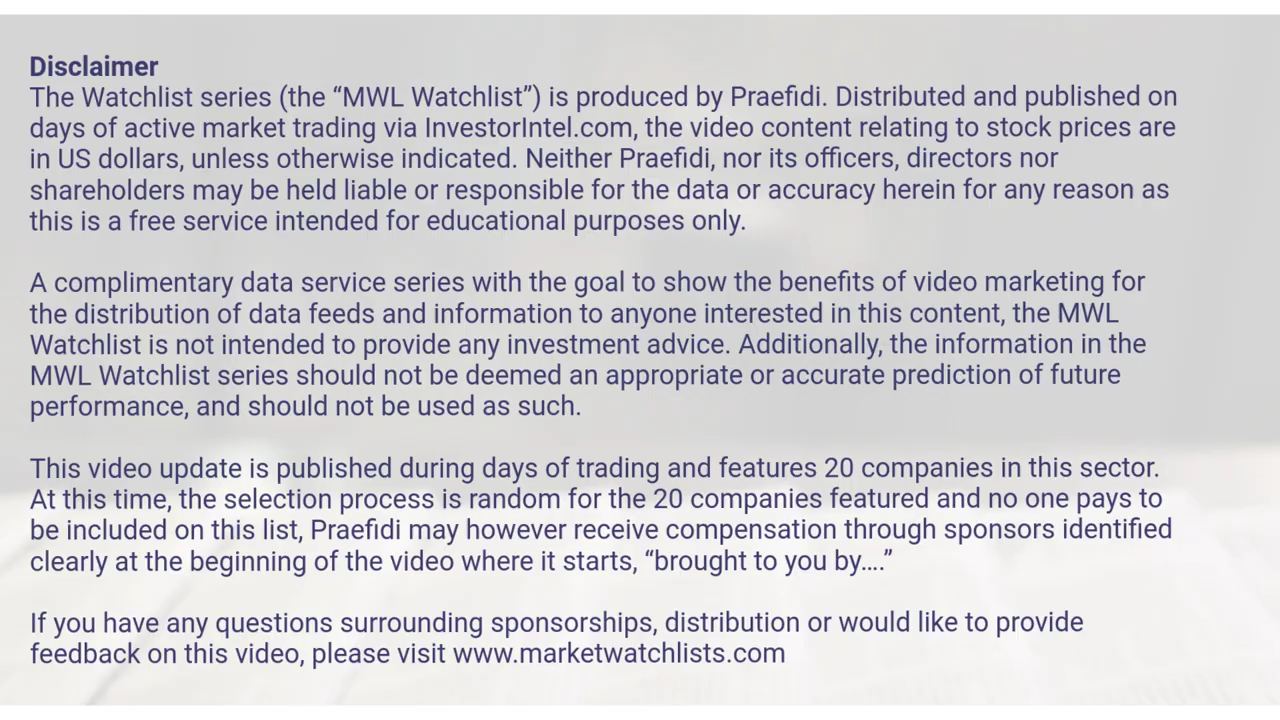 Disclaimer
The Watchlist series (the “MWL Watchlist”) is produced by Praefidi. Distributed and published on
days of active market trading via InvestorIntel.com, the video content relating to stock prices are
in US dollars, unless otherwise indicated. Neither Praefidi, nor its officers, directors nor
shareholders may be held liable or responsible for the data or accuracy herein for any reason as
this is a free service intended for educational purposes only.
A complimentary data service series with the goal to show the benefits of video marketing for
the distribution of data feeds and information to anyone interested in this content, the MWL
Watchlist is not intended to provide any investment advice. Additionally, the information in the
MWL Watchlist series should not be deemed an appropriate or accurate prediction of future
performance, and should not be used as such.
This video update is published during days of trading and features 20 companies in this sector.
At this time, the selection process is random for the 20 companies featured and no one pays to
be included on this list, Praefidi may however receive compensation through sponsors identified
clearly at the beginning of the video where it starts, “brought to you by....”
If you have any questions surrounding sponsorships, distribution or would like to provide
feedback on this video, please visit www.marketwatchlists.com